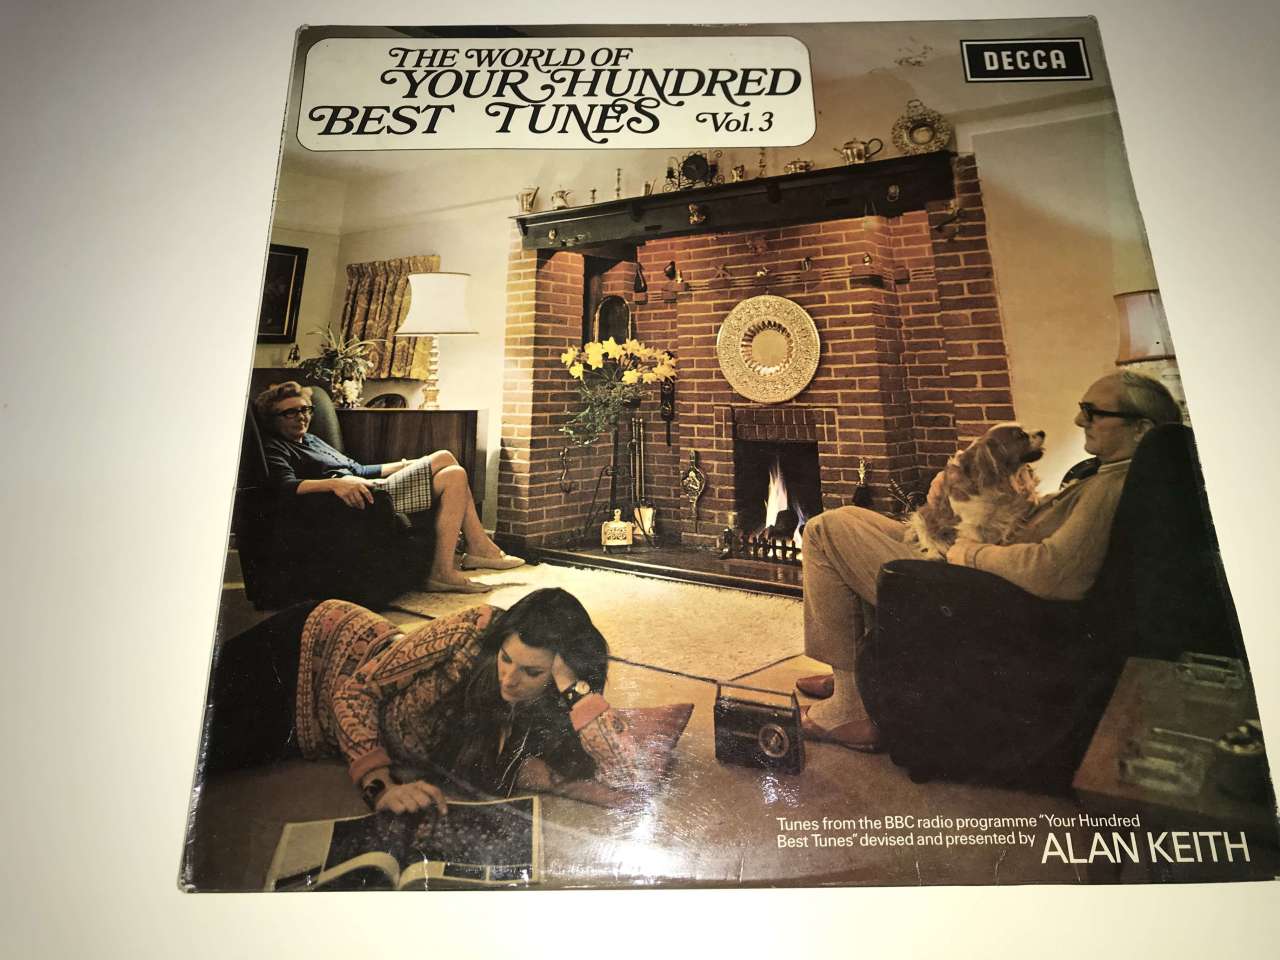 THE WORLD OF
YOUR HUNDRED
BEST TUNES Vol. 3
DECCA
Tunes from the BBC radio programme "Your Hundred
Best Tunes" devised and presented by ALAN KEITH